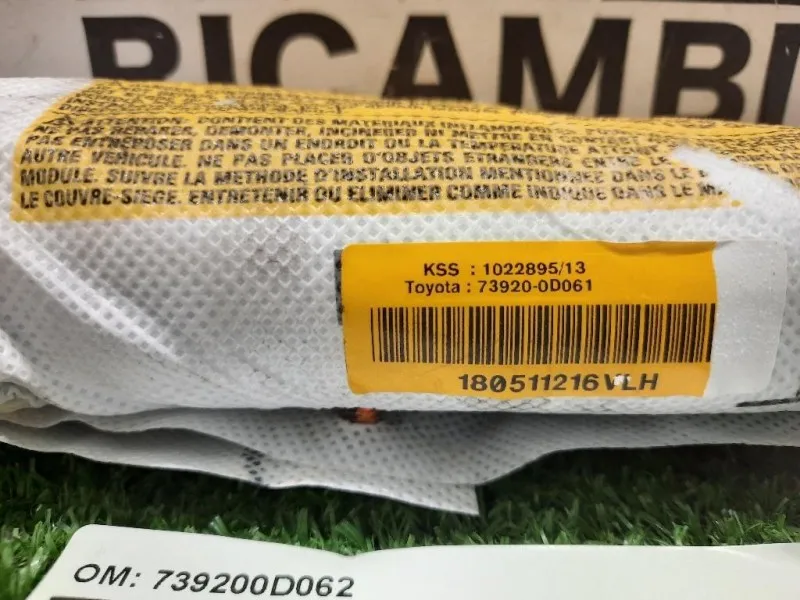 RICAMBI
ATTENTION. CONTIENT DES MATERIAUX INFLAMMABLES
NE PAS REPARER, DEMONTER, INCINERER NI METTRE
PAS ENTREPOSER DANS UN ENDROIT OU LA TEMPERATURE
AUTRE VEHICULE. NE PAS PLACER D'OBJETS ETRANGERS ENTRE LE
MODULE. SUIVRE LA METHODE D'INSTALLATION MENTIONNEE DANS LE
LE COUVRE-SIEGE. ENTRETENIR OU ELIMINER COMME INDIQUE DANS LE
KSS : 1022895/13
Toyota : 73920-0D061
180511216VLH
OM: 739200D062